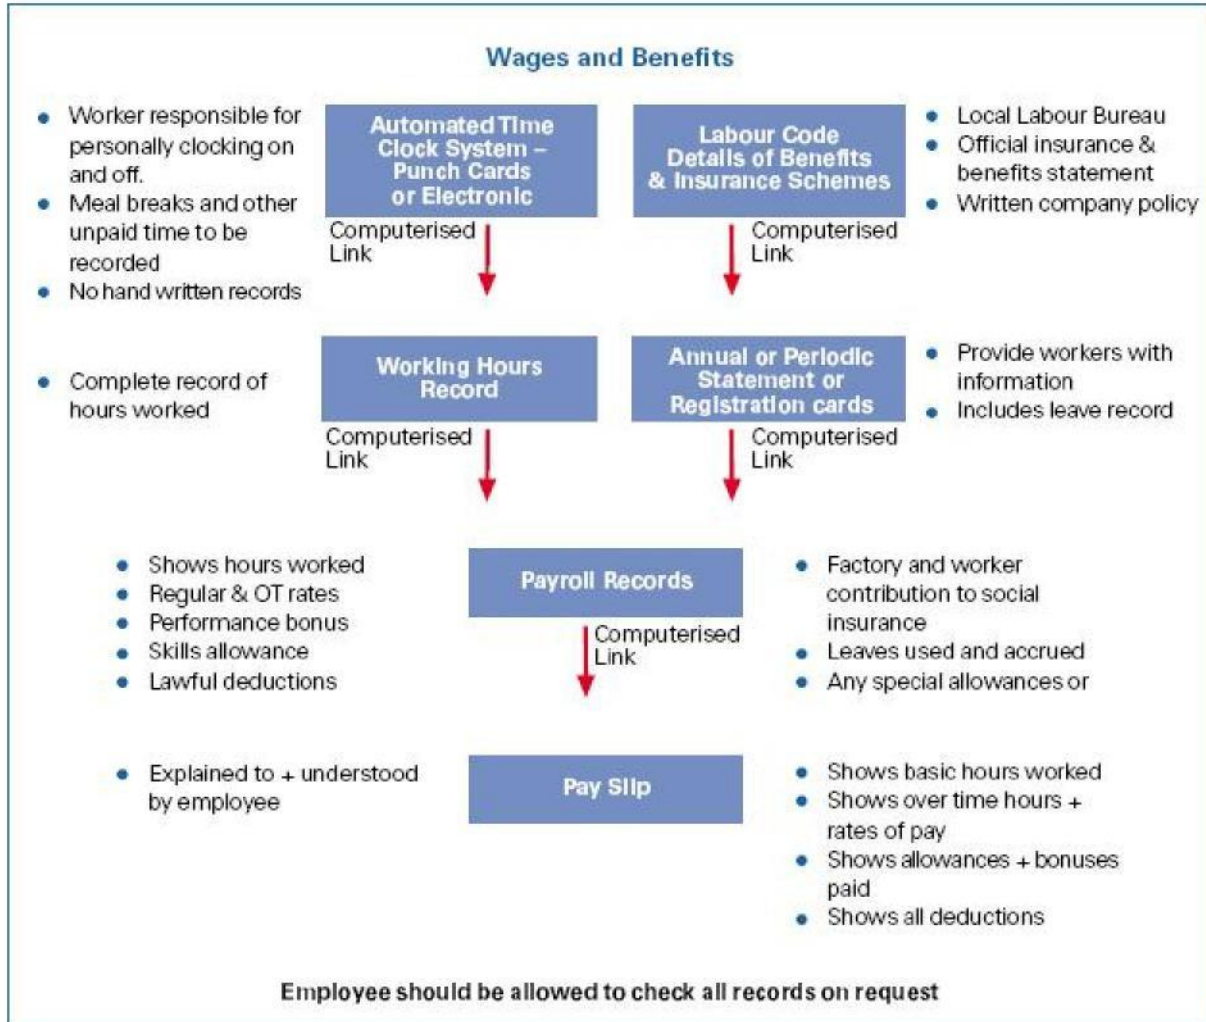 Wages and Benefits
Worker responsible for
personally clocking on
and off.
Meal breaks and other
unpaid time to be
recorded
No hand written records
Automated Time
Clock System –
Punch Cards
or Electronic
Labour Code
Details of Benefits
& Insurance Schemes
Local Labour Bureau
Official insurance &
benefits statement
Written company policy
Computerised
Link
Computerised
Link
Complete record of
hours worked
Working Hours
Record
Annual or Periodic
Statement or
Registration cards
Provide workers with
information
Includes leave record
Computerised
Link
Computerised
Link
Shows hours worked
Regular & OT rates
Performance bonus
Skills allowance
Lawful deductions
Payroll Records
Factory and worker
contribution to social
insurance
Leaves used and accrued
Any special allowances or
Computerised
Link
Explained to + understood
by employee
Pay Slip
Shows basic hours worked
Shows over time hours +
rates of pay
Shows allowances + bonuses
paid
Shows all deductions
Employee should be allowed to check all records on request